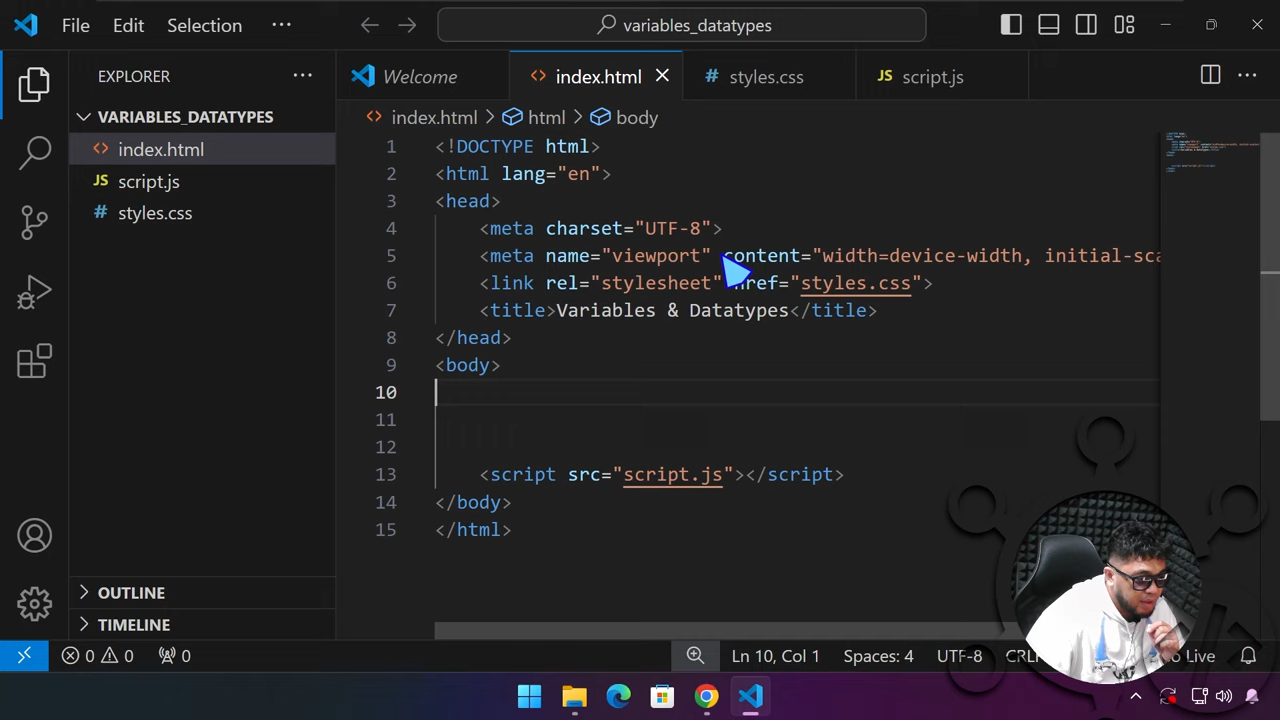 File Edit Selection ··· variables_datatypes
EXPLORER ···
VARIABLES_DATATYPES
index.html
JS script.js
# styles.css
OUTLINE
TIMELINE
Welcome <> index.html # styles.css JS script.js ···
<> index.html > html > body
1 <!DOCTYPE html>
2 <html lang="en">
3 <head>
4 <meta charset="UTF-8">
5 <meta name="viewport" content="width=device-width, initial-sca
6 <link rel="stylesheet" href="styles.css">
7 <title>Variables & Datatypes</title>
8 </head>
9 <body>
10
11
12
13 <script src="script.js"></script>
14 </body>
15 </html>
0 0 0 Ln 10, Col 1 Spaces: 4 UTF-8 CRL Live